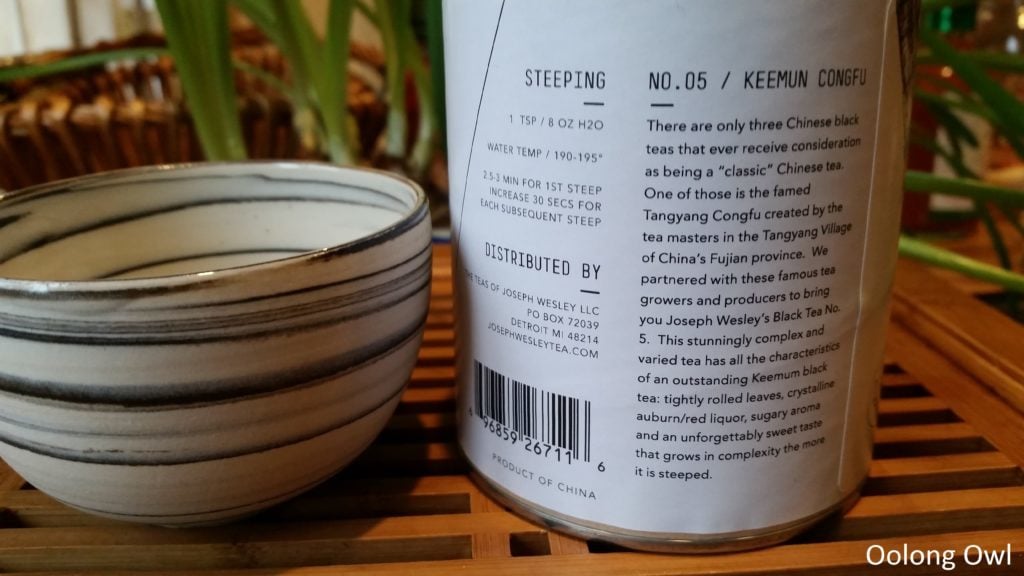 STEEPING
1 TSP / 8 OZ H2O
WATER TEMP / 190-195°
2.5-3 MIN FOR 1ST STEEP
INCREASE 30 SECS FOR
EACH SUBSEQUENT STEEP
DISTRIBUTED BY
THE TEAS OF JOSEPH WESLEY LLC
PO BOX 72039
DETROIT MI 48214
JOSEPHWESLEYTEA.COM
6 96859 26711 6
PRODUCT OF CHINA
NO.05 / KEEMUN CONGFU
There are only three Chinese black
teas that ever receive consideration
as being a "classic" Chinese tea.
One of those is the famed
Tangyang Congfu created by the
tea masters in the Tangyang Village
of China's Fujian province. We
partnered with these famous tea
growers and producers to bring
you Joseph Wesley's Black Tea No.
5. This stunningly complex and
varied tea has all the characteristics
of an outstanding Keemun black
tea: tightly rolled leaves, crystalline
auburn/red liquor, sugary aroma
and an unforgettably sweet taste
that grows in complexity the more
it is steeped.
Oolong Owl